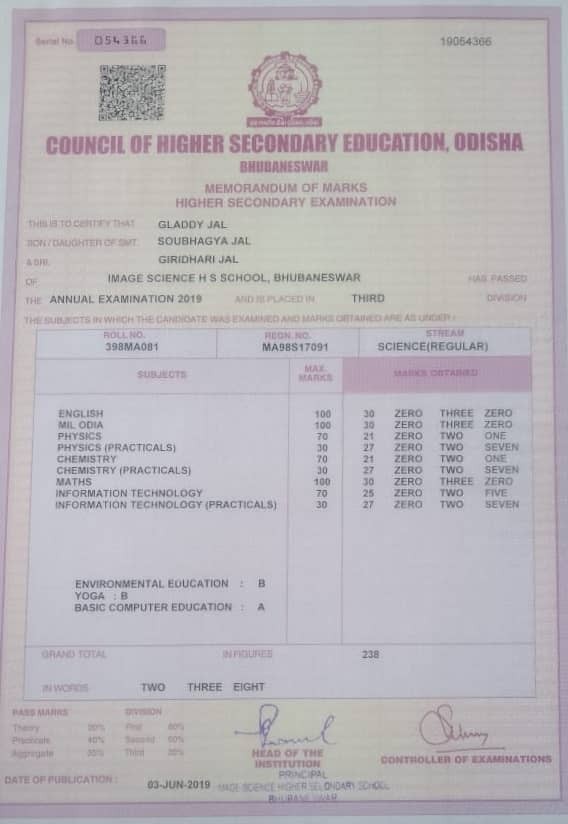 Serial No. 054366
19054366
COUNCIL OF HIGHER SECONDARY EDUCATION, ODISHA
BHUBANESWAR
MEMORANDUM OF MARKS
HIGHER SECONDARY EXAMINATION
THIS IS TO CERTIFY THAT GLADDY JAL
SON / DAUGHTER OF SMT. SOUBHAGYA JAL
& SRI. GIRIDHARI JAL
OF IMAGE SCIENCE H S SCHOOL, BHUBANESWAR HAS PASSED
THE ANNUAL EXAMINATION 2019 AND IS PLACED IN THIRD DIVISION
THE SUBJECTS IN WHICH THE CANDIDATE WAS EXAMINED AND MARKS OBTAINED ARE AS UNDER :
ROLL NO. REGN. NO. STREAM
398MA081 MA98S17091 SCIENCE(REGULAR)
SUBJECTS MAX. MARKS MARKS OBTAINED
ENGLISH 100 30 ZERO THREE ZERO
MIL ODIA 100 30 ZERO THREE ZERO
PHYSICS 70 21 ZERO TWO ONE
PHYSICS (PRACTICALS) 30 27 ZERO TWO SEVEN
CHEMISTRY 70 21 ZERO TWO ONE
CHEMISTRY (PRACTICALS) 30 27 ZERO TWO SEVEN
MATHS 100 30 ZERO THREE ZERO
INFORMATION TECHNOLOGY 70 25 ZERO TWO FIVE
INFORMATION TECHNOLOGY (PRACTICALS) 30 27 ZERO TWO SEVEN
ENVIRONMENTAL EDUCATION : B
YOGA : B
BASIC COMPUTER EDUCATION : A
GRAND TOTAL IN FIGURES 238
IN WORDS TWO THREE EIGHT
PASS MARKS DIVISION
Theory First 60%
Practicals 40% Second
Aggregate Third
HEAD OF THE
INSTITUTION
CONTROLLER OF EXAMINATIONS
PRINCIPAL
DATE OF PUBLICATION : 03-JUN-2019
IMAGE SCIENCE HIGHER SECONDARY SCHOOL
BHUBANESWAR